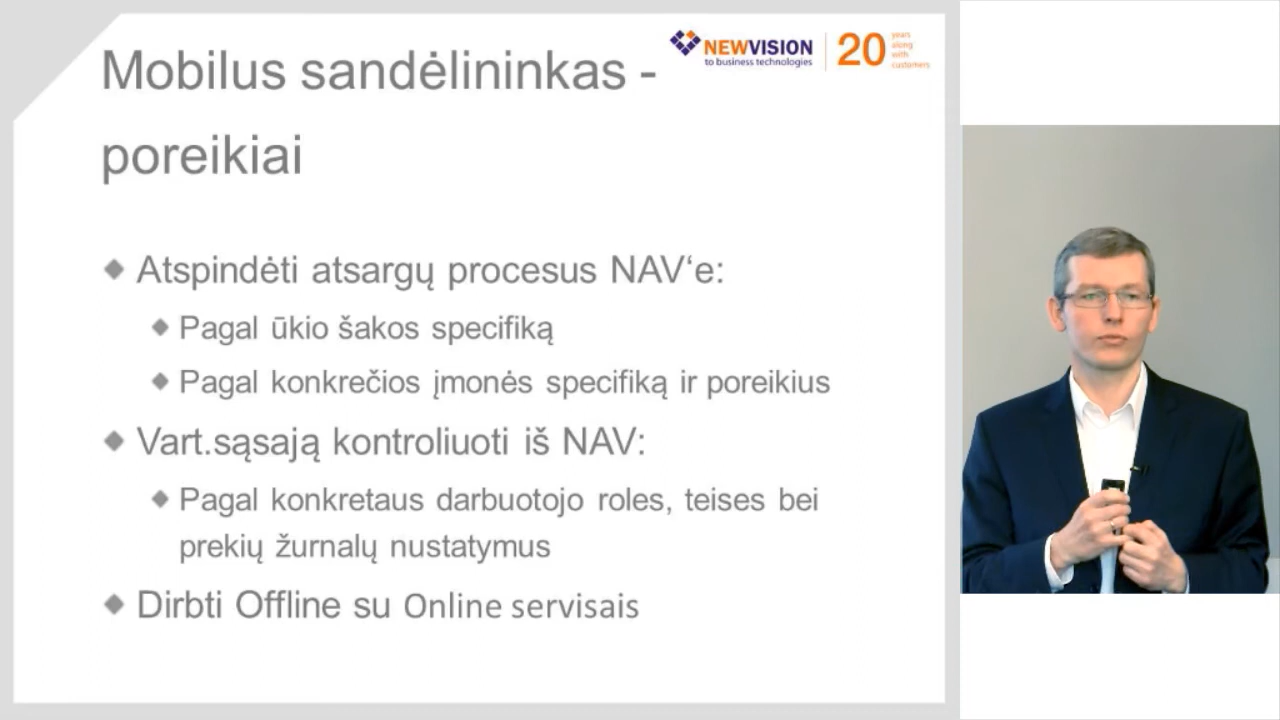 Mobilus sandėlininkas -
poreikiai
NEWVISION
to business technologies
20
years
along
with
customers
Atspindėti atsargų procesus NAV‘e:
Pagal ūkio šakos specifiką
Pagal konkrečios įmonės specifiką ir poreikius
Vart.sąsają kontroliuoti iš NAV:
Pagal konkretaus darbuotojo roles, teises bei
prekių žurnalų nustatymus
Dirbti Offline su Online servisais